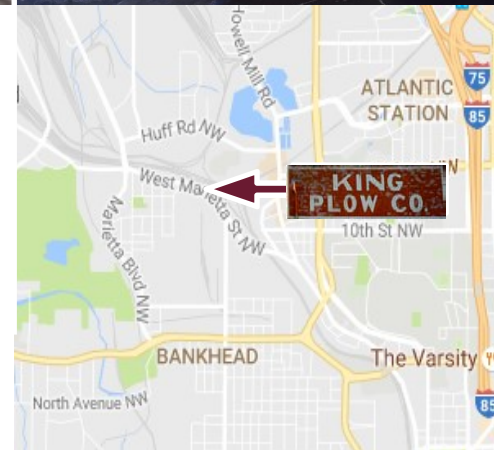 Howell Mill Rd
75
ATLANTIC
STATION
85
Huff Rd NW
West Marietta St NW
NW
KING
PLOW CO.
10th St NW
Marietta Blvd NW
BANKHEAD
The Varsity
North Avenue NW
85